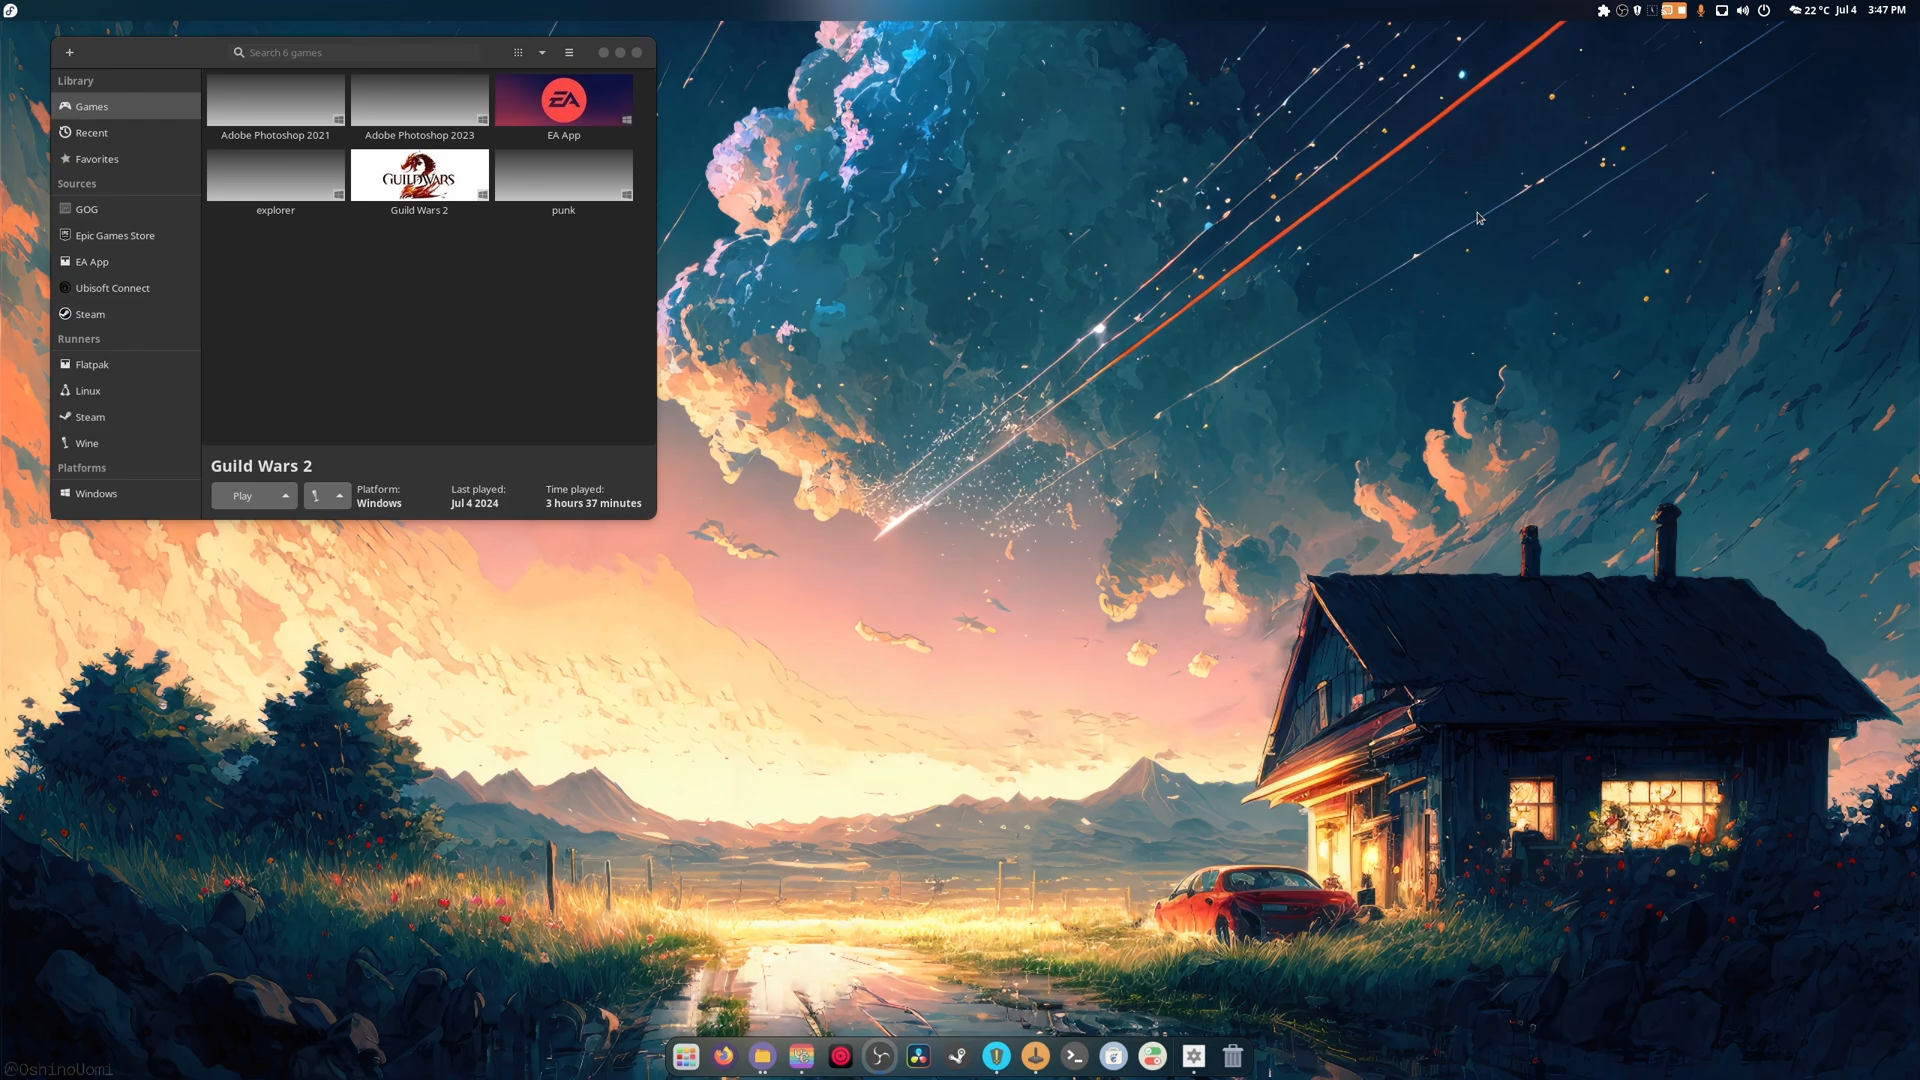 22 °C Jul 4 3:47 PM
Search 6 games
Library
Games
Recent
Favorites
Sources
GOG
Epic Games Store
EA App
Ubisoft Connect
Steam
Runners
Flatpak
Linux
Steam
Wine
Platforms
Windows
EA
Adobe Photoshop 2021
Adobe Photoshop 2023
EA App
GUILDWARS
2
explorer
Guild Wars 2
punk
Guild Wars 2
Play
Platform:
Windows
Last played:
Jul 4 2024
Time played:
3 hours 37 minutes
@OshinoUomi